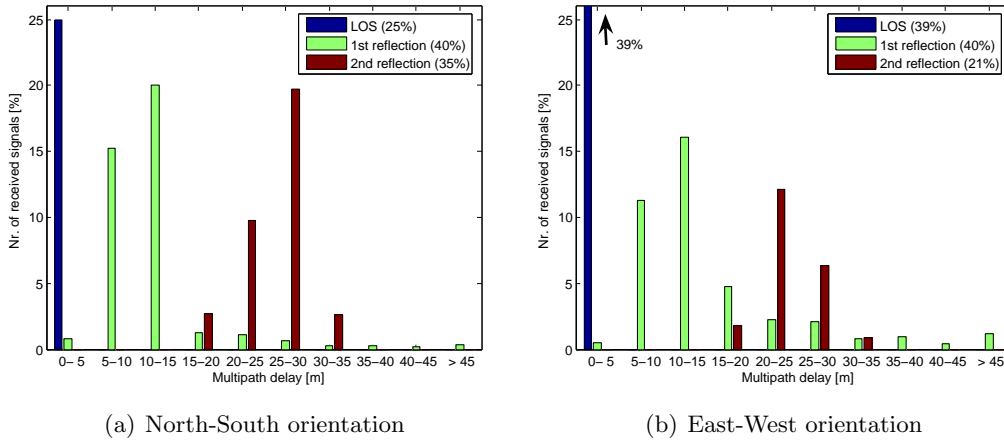 25
20
15
10
5
0
Nr. of received signals [%]
LOS (25%)
1st reflection (40%)
2nd reflection (35%)
0– 5 5–10 10–15 15–20 20–25 25–30 30–35 35–40 40–45 > 45
Multipath delay [m]
(a) North-South orientation
25
20
15
10
5
0
Nr. of received signals [%]
39%
LOS (39%)
1st reflection (40%)
2nd reflection (21%)
0– 5 5–10 10–15 15–20 20–25 25–30 30–35 35–40 40–45 > 45
Multipath delay [m]
(b) East-West orientation